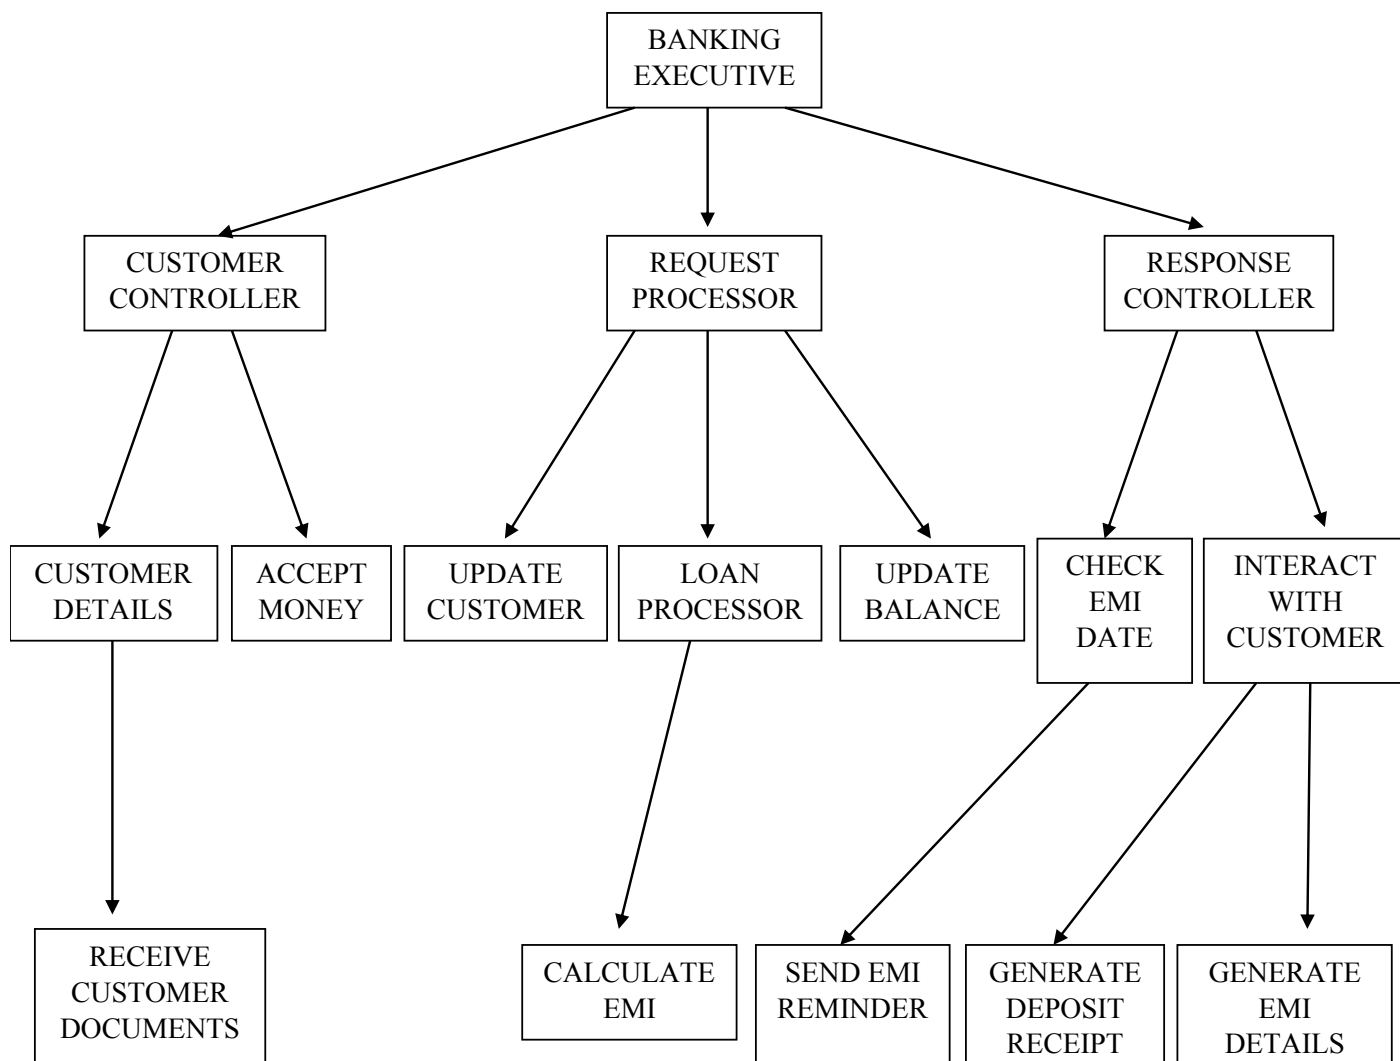 BANKING
EXECUTIVE
CUSTOMER
CONTROLLER
REQUEST
PROCESSOR
RESPONSE
CONTROLLER
CUSTOMER
DETAILS
ACCEPT
MONEY
UPDATE
CUSTOMER
LOAN
PROCESSOR
UPDATE
BALANCE
CHECK
EMI
DATE
INTERACT
WITH
CUSTOMER
RECEIVE
CUSTOMER
DOCUMENTS
CALCULATE
EMI
SEND EMI
REMINDER
GENERATE
DEPOSIT
RECEIPT
GENERATE
EMI
DETAILS